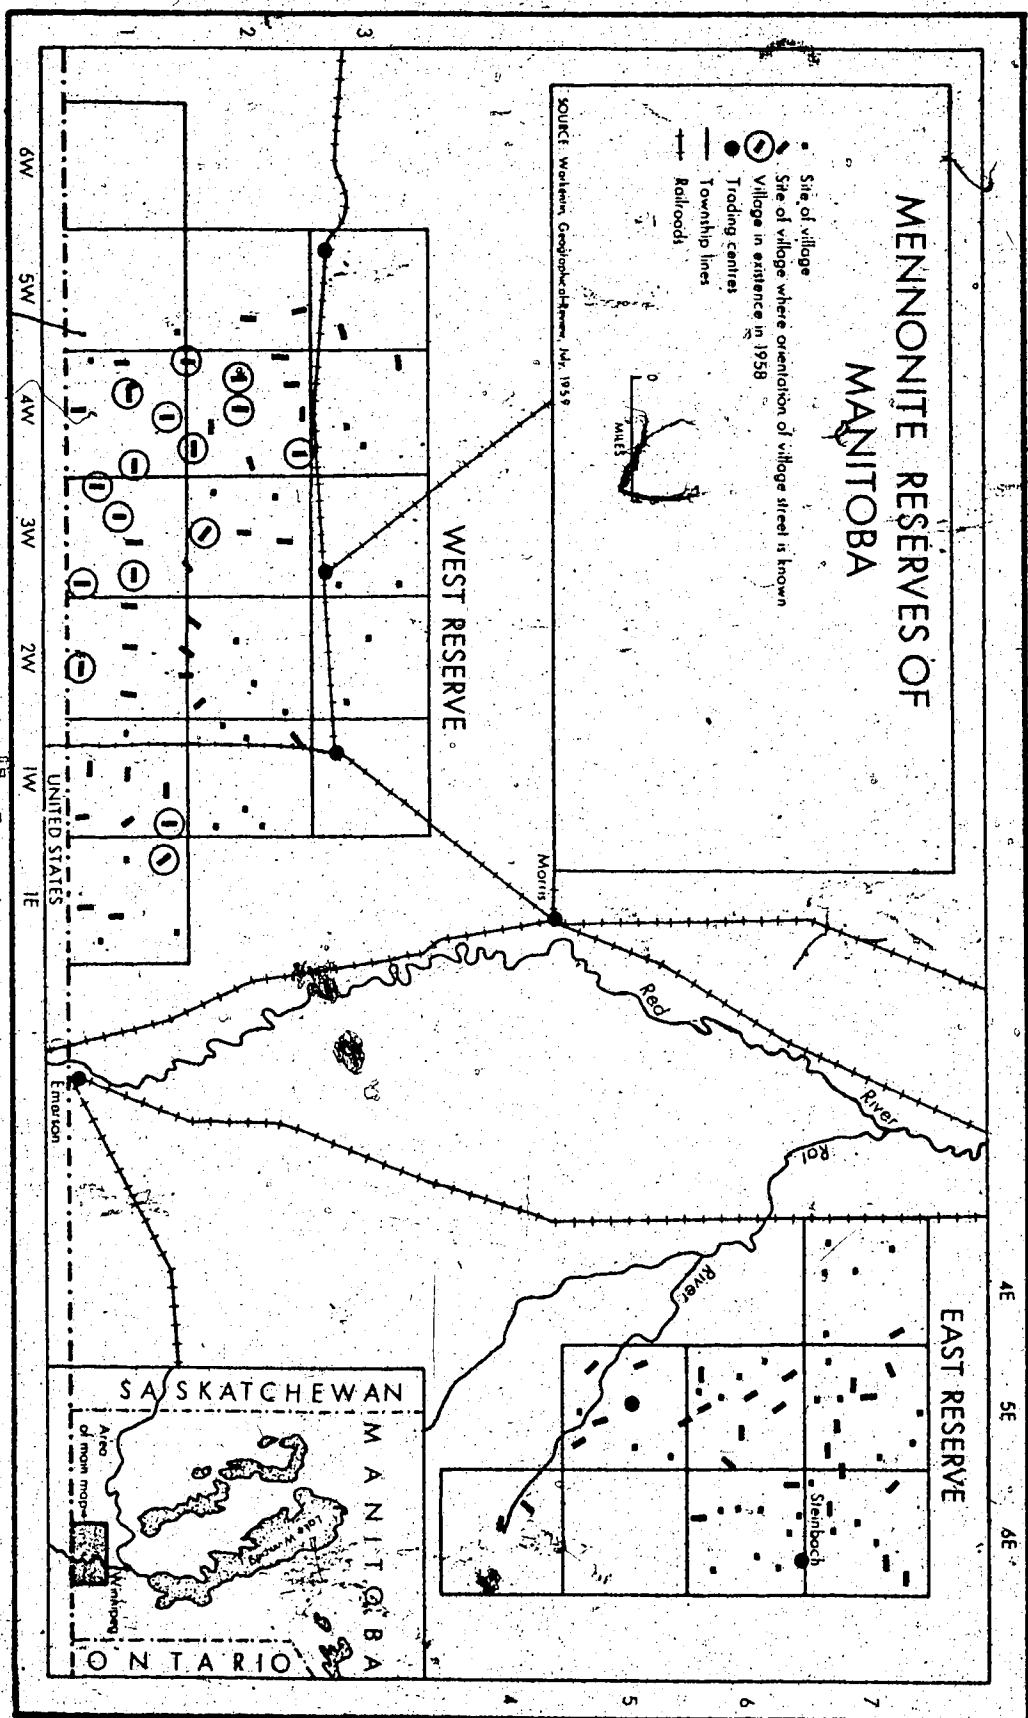 MENNONITE RESERVES OF
MANITOBA
Site of village
Site of village where orientation of village street is known
Village in existence in 1958
Trading centres
Township lines
Railroads
0
MILES
SOURCE: Warkentin, Geographical Review, July, 1959
WEST RESERVE
EAST RESERVE
Morris
Red
River
Rat
River
Steinbach
Emerson
UNITED STATES
1
2
3
6W
5W
4W
3W
2W
1W
1E
4E
5E
6E
4
5
6
7
SASKATCHEWAN
MANITOBA
ONTARIO
Lake Winnipeg
Winnipeg
Area
of main map